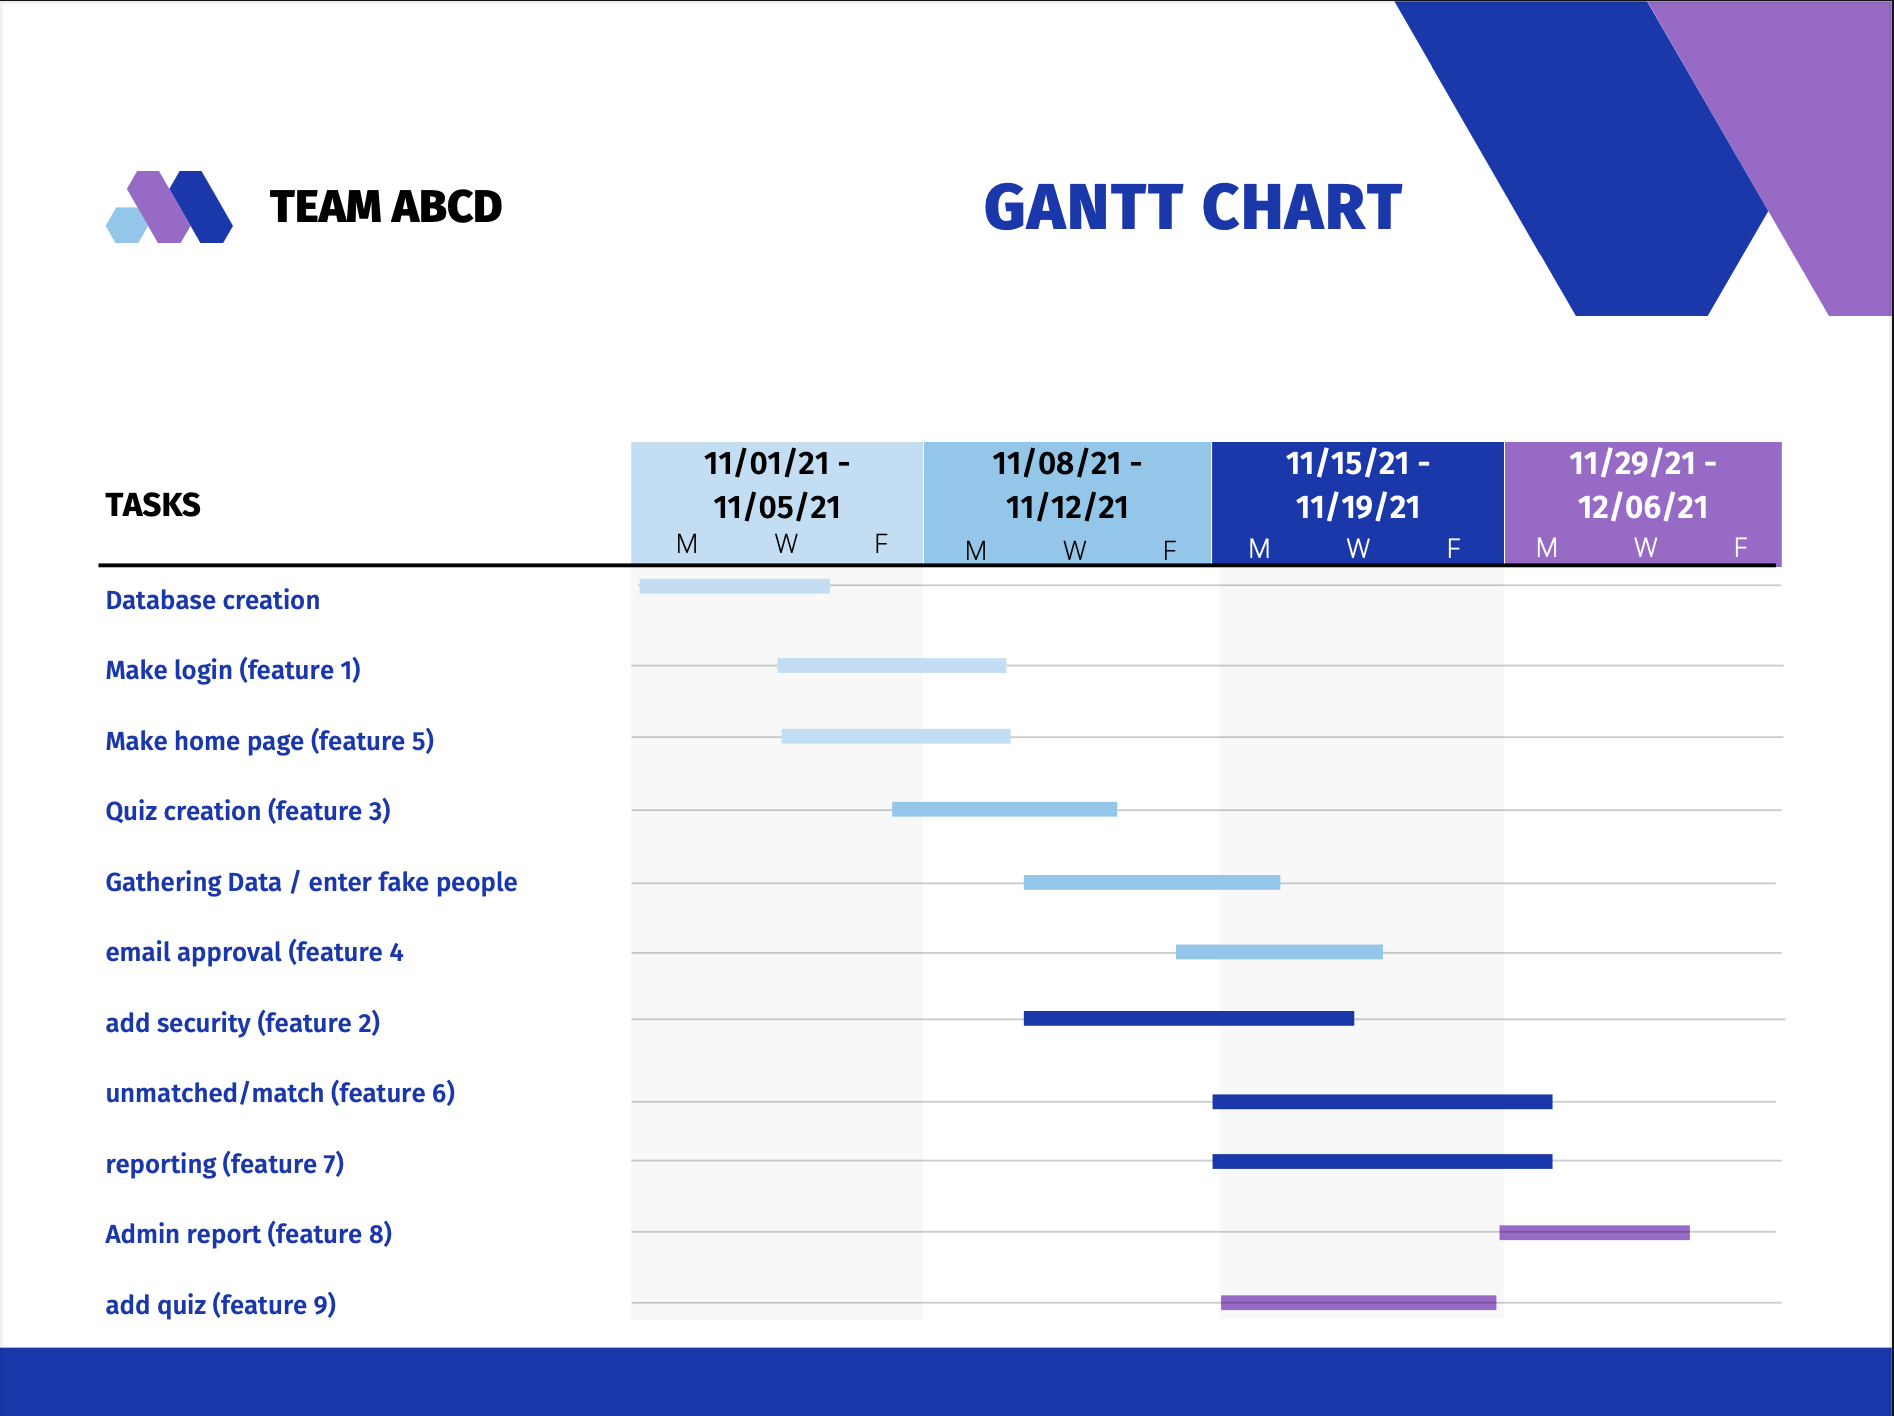 TEAM ABCD
GANTT CHART
TASKS
11/01/21 -
11/05/21
M W F
11/08/21 -
11/12/21
M W F
11/15/21 -
11/19/21
M W F
11/29/21 -
12/06/21
M W F
Database creation
Make login (feature 1)
Make home page (feature 5)
Quiz creation (feature 3)
Gathering Data / enter fake people
email approval (feature 4
add security (feature 2)
unmatched/match (feature 6)
reporting (feature 7)
Admin report (feature 8)
add quiz (feature 9)